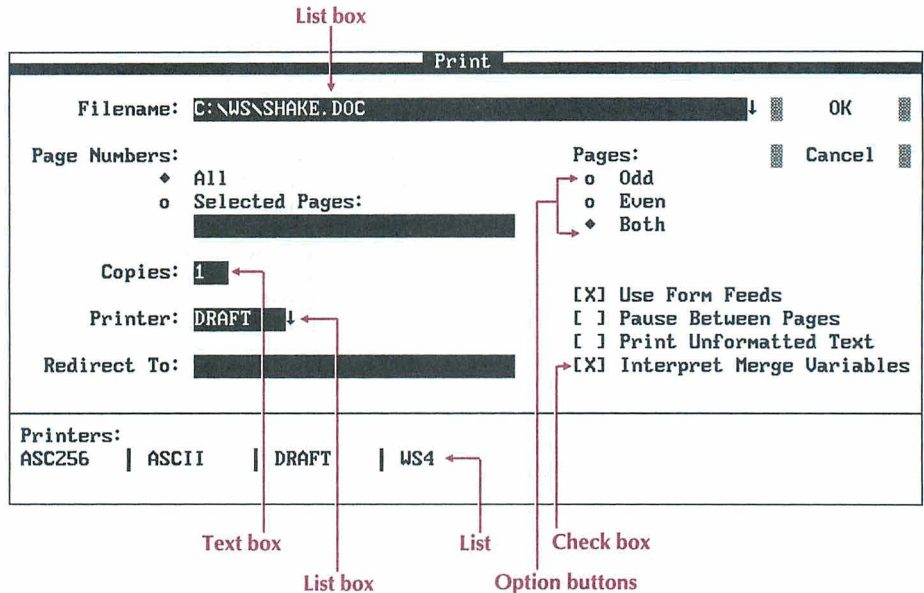 List box
Print
Filename: C:\WS\SHAKE.DOC ↓ OK
Page Numbers: Pages: Cancel
◆ All o Odd
o Selected Pages: o Even
◆ Both
Copies: 1
[X] Use Form Feeds
Printer: DRAFT ↓ [ ] Pause Between Pages
[ ] Print Unformatted Text
Redirect To: [X] Interpret Merge Variables
Printers:
ASC256 | ASCII | DRAFT | WS4
Text box List Check box
List box Option buttons